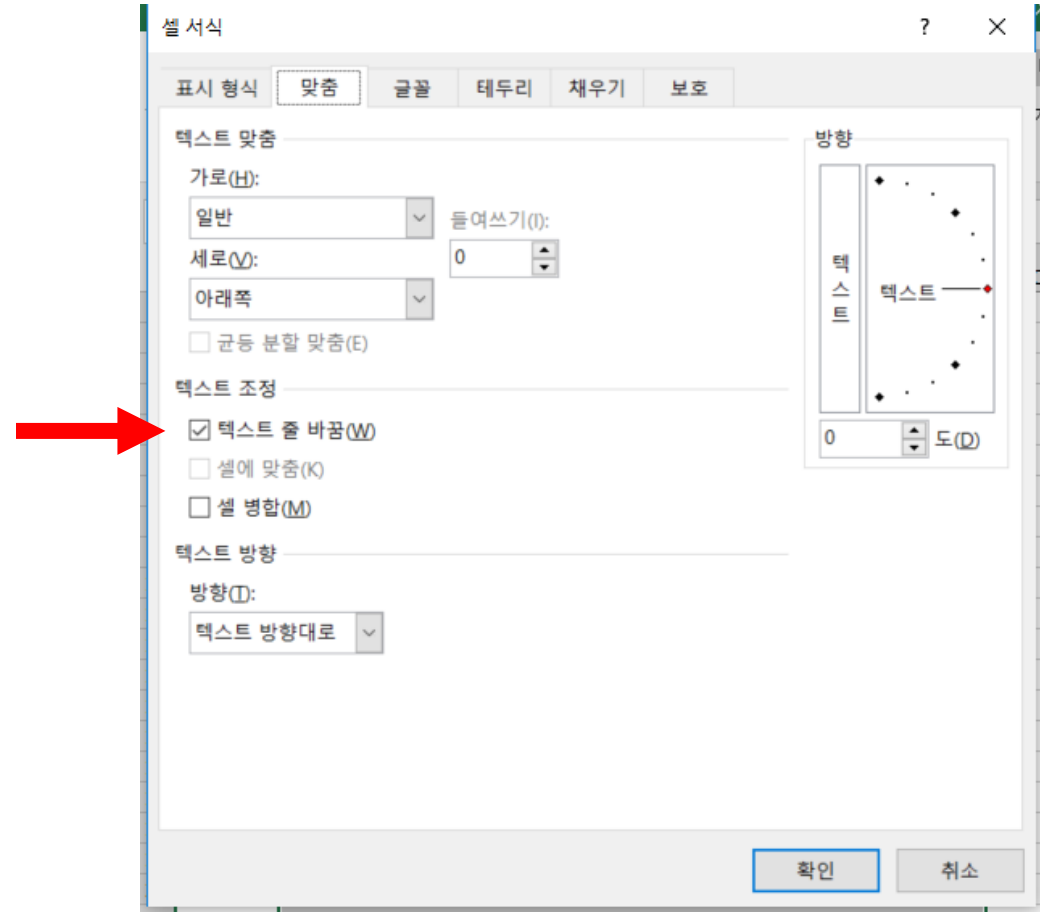 셀 서식
?
표시 형식 맞춤 글꼴 테두리 채우기 보호
텍스트 맞춤
가로(H):
일반
들여쓰기(I):
세로(V):
0
아래쪽
균등 분할 맞춤(E)
텍스트 조정
텍스트 줄 바꿈(W)
셀에 맞춤(K)
셀 병합(M)
텍스트 방향
방향(T):
텍스트 방향대로
방향
텍스트
텍스트
0 도(D)
확인 취소